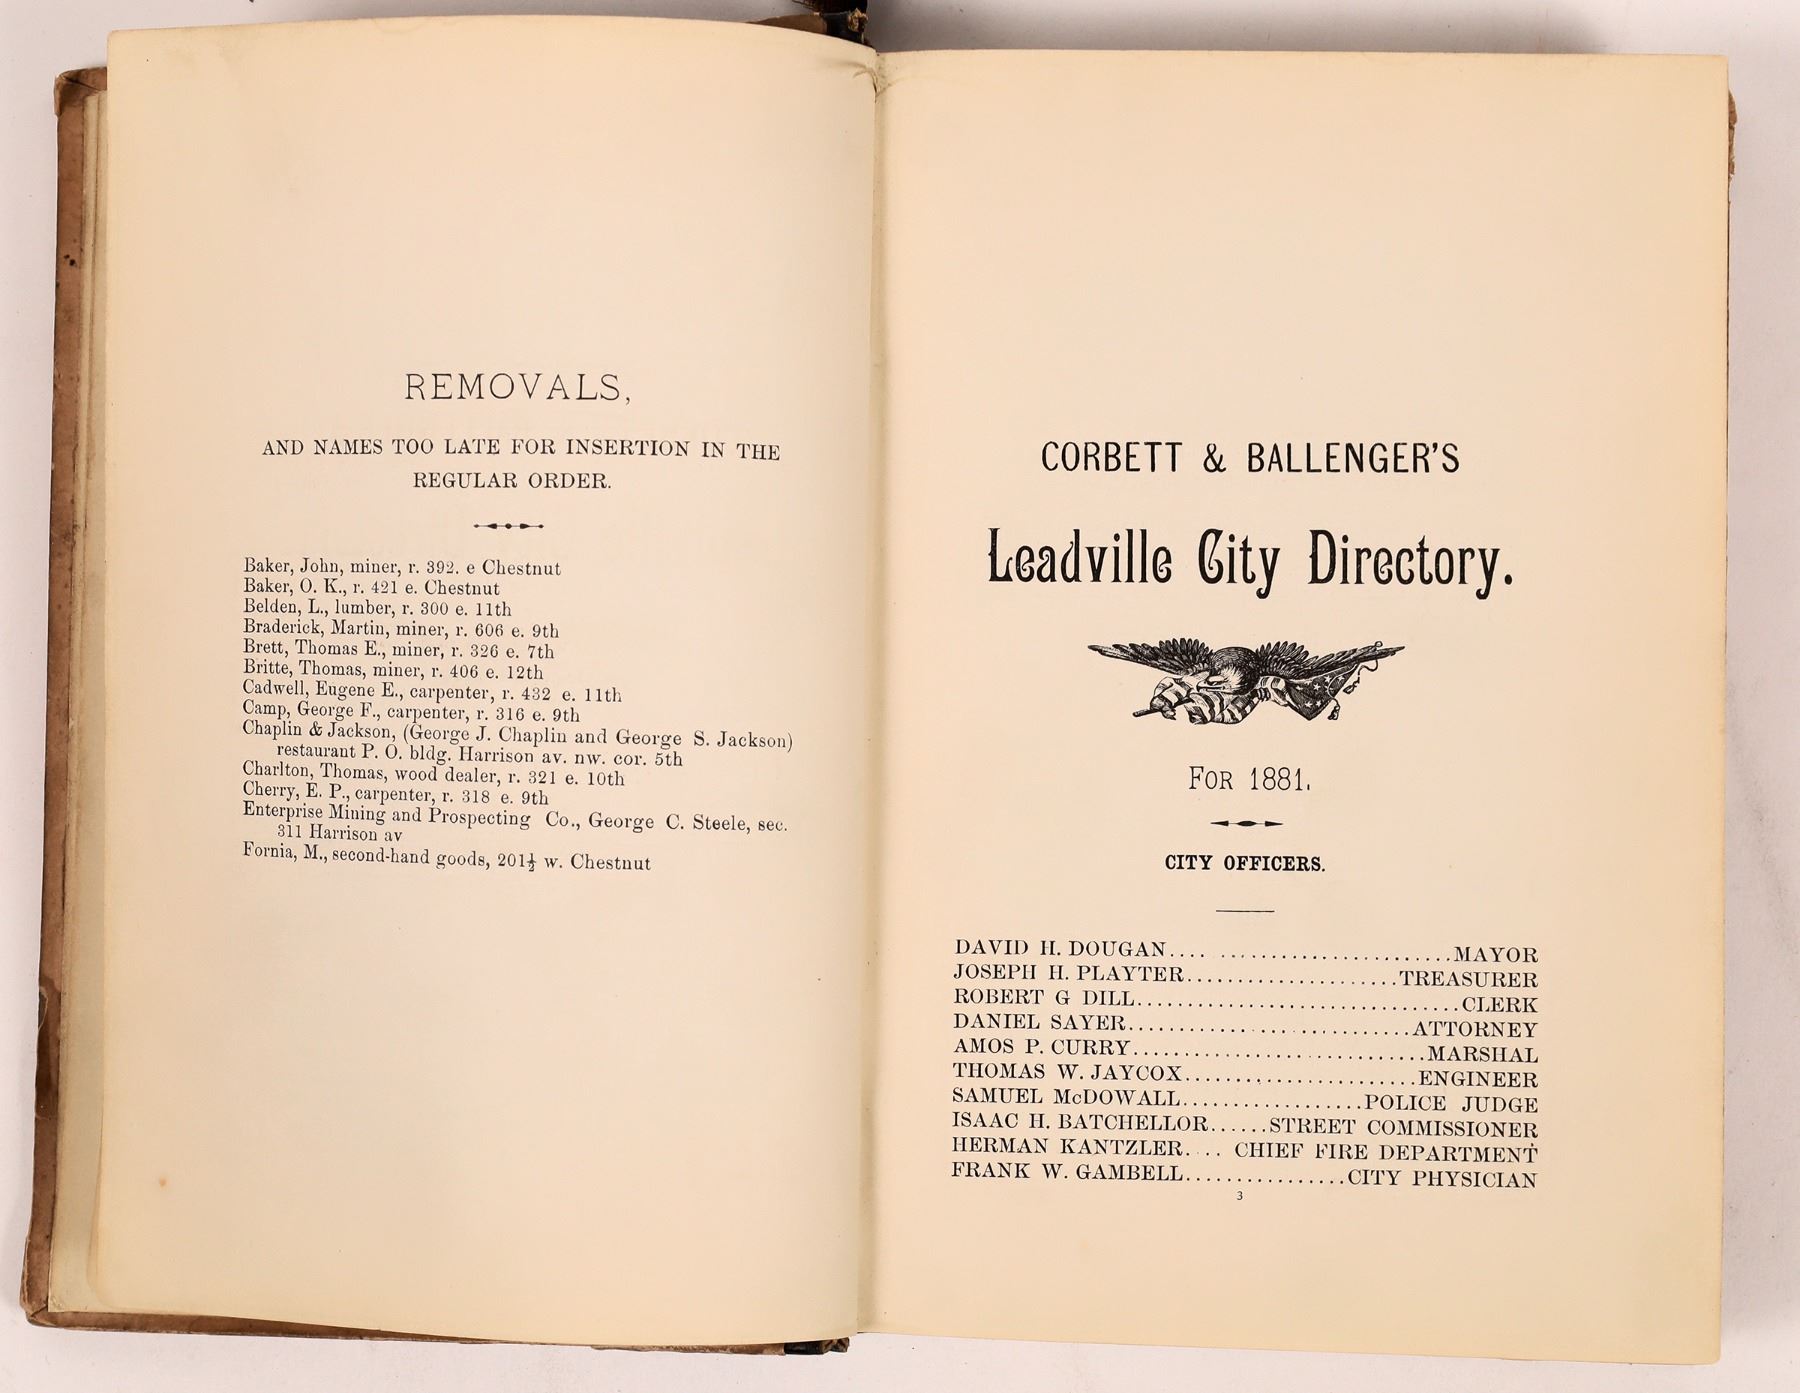 REMOVALS,
AND NAMES TOO LATE FOR INSERTION IN THE
REGULAR ORDER.
Baker, John, miner, r. 392. e Chestnut
Baker, O. K., r. 421 e. Chestnut
Belden, L., lumber, r. 300 e. 11th
Braderick, Martin, miner, r. 606 e. 9th
Brett, Thomas E., miner, r. 326 e. 7th
Britte, Thomas, miner, r. 406 e. 12th
Cadwell, Eugene E., carpenter, r. 432 e. 11th
Camp, George F., carpenter, r. 316 e. 9th
Chaplin & Jackson, (George J. Chaplin and George S. Jackson)
restaurant P. O. bldg. Harrison av. nw. cor. 5th
Charlton, Thomas, wood dealer, r. 321 e. 10th
Cherry, E. P., carpenter, r. 318 e. 9th
Enterprise Mining and Prospecting Co., George C. Steele, sec.
311 Harrison av
Fornia, M., second-hand goods, 201½ w. Chestnut
CORBETT & BALLENGER'S
Leadville City Directory.
FOR 1881.
CITY OFFICERS.
DAVID H. DOUGAN.... .......................MAYOR
JOSEPH H. PLAYTER.....................TREASURER
ROBERT G DILL................................CLERK
DANIEL SAYER............................ATTORNEY
AMOS P. CURRY.............................MARSHAL
THOMAS W. JAYCOX.......................ENGINEER
SAMUEL McDOWALL..................POLICE JUDGE
ISAAC H. BATCHELLOR......STREET COMMISSIONER
HERMAN KANTZLER.... CHIEF FIRE DEPARTMENT
FRANK W. GAMBELL................CITY PHYSICIAN
3